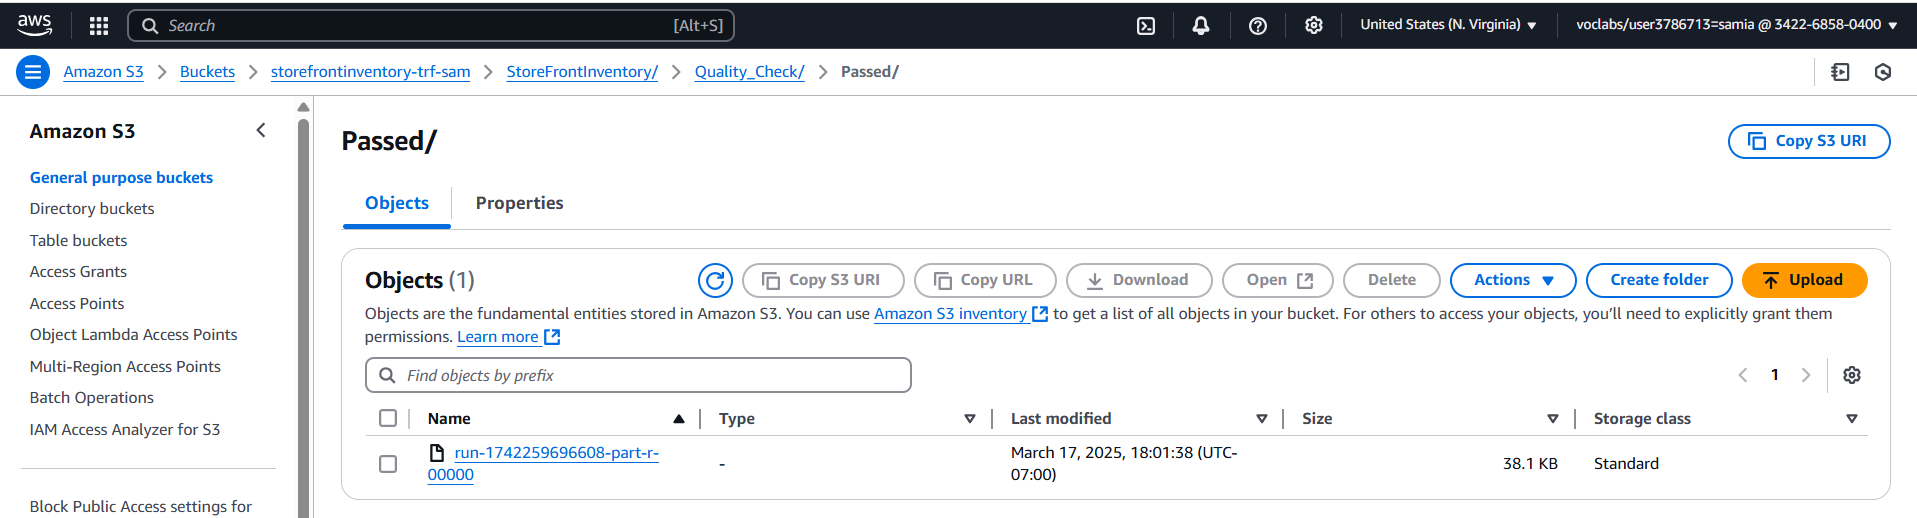 aws
Search [Alt+S]
United States (N. Virginia)
voclabs/user3786713=samia @ 3422-6858-0400
Amazon S3
Buckets
storefrontinventory-trf-sam
StoreFrontInventory/
Quality_Check/
Passed/
Amazon S3
General purpose buckets
Directory buckets
Table buckets
Access Grants
Access Points
Object Lambda Access Points
Multi-Region Access Points
Batch Operations
IAM Access Analyzer for S3
Block Public Access settings for
Passed/
Copy S3 URI
Objects
Properties
Objects (1)
Copy S3 URI
Copy URL
Download
Open
Delete
Actions
Create folder
Upload
Objects are the fundamental entities stored in Amazon S3. You can use Amazon S3 inventory to get a list of all objects in your bucket. For others to access your objects, you'll need to explicitly grant them
permissions. Learn more
Find objects by prefix
1
Name
Type
Last modified
Size
Storage class
run-1742259696608-part-r-
00000
-
March 17, 2025, 18:01:38 (UTC-
07:00)
38.1 KB
Standard